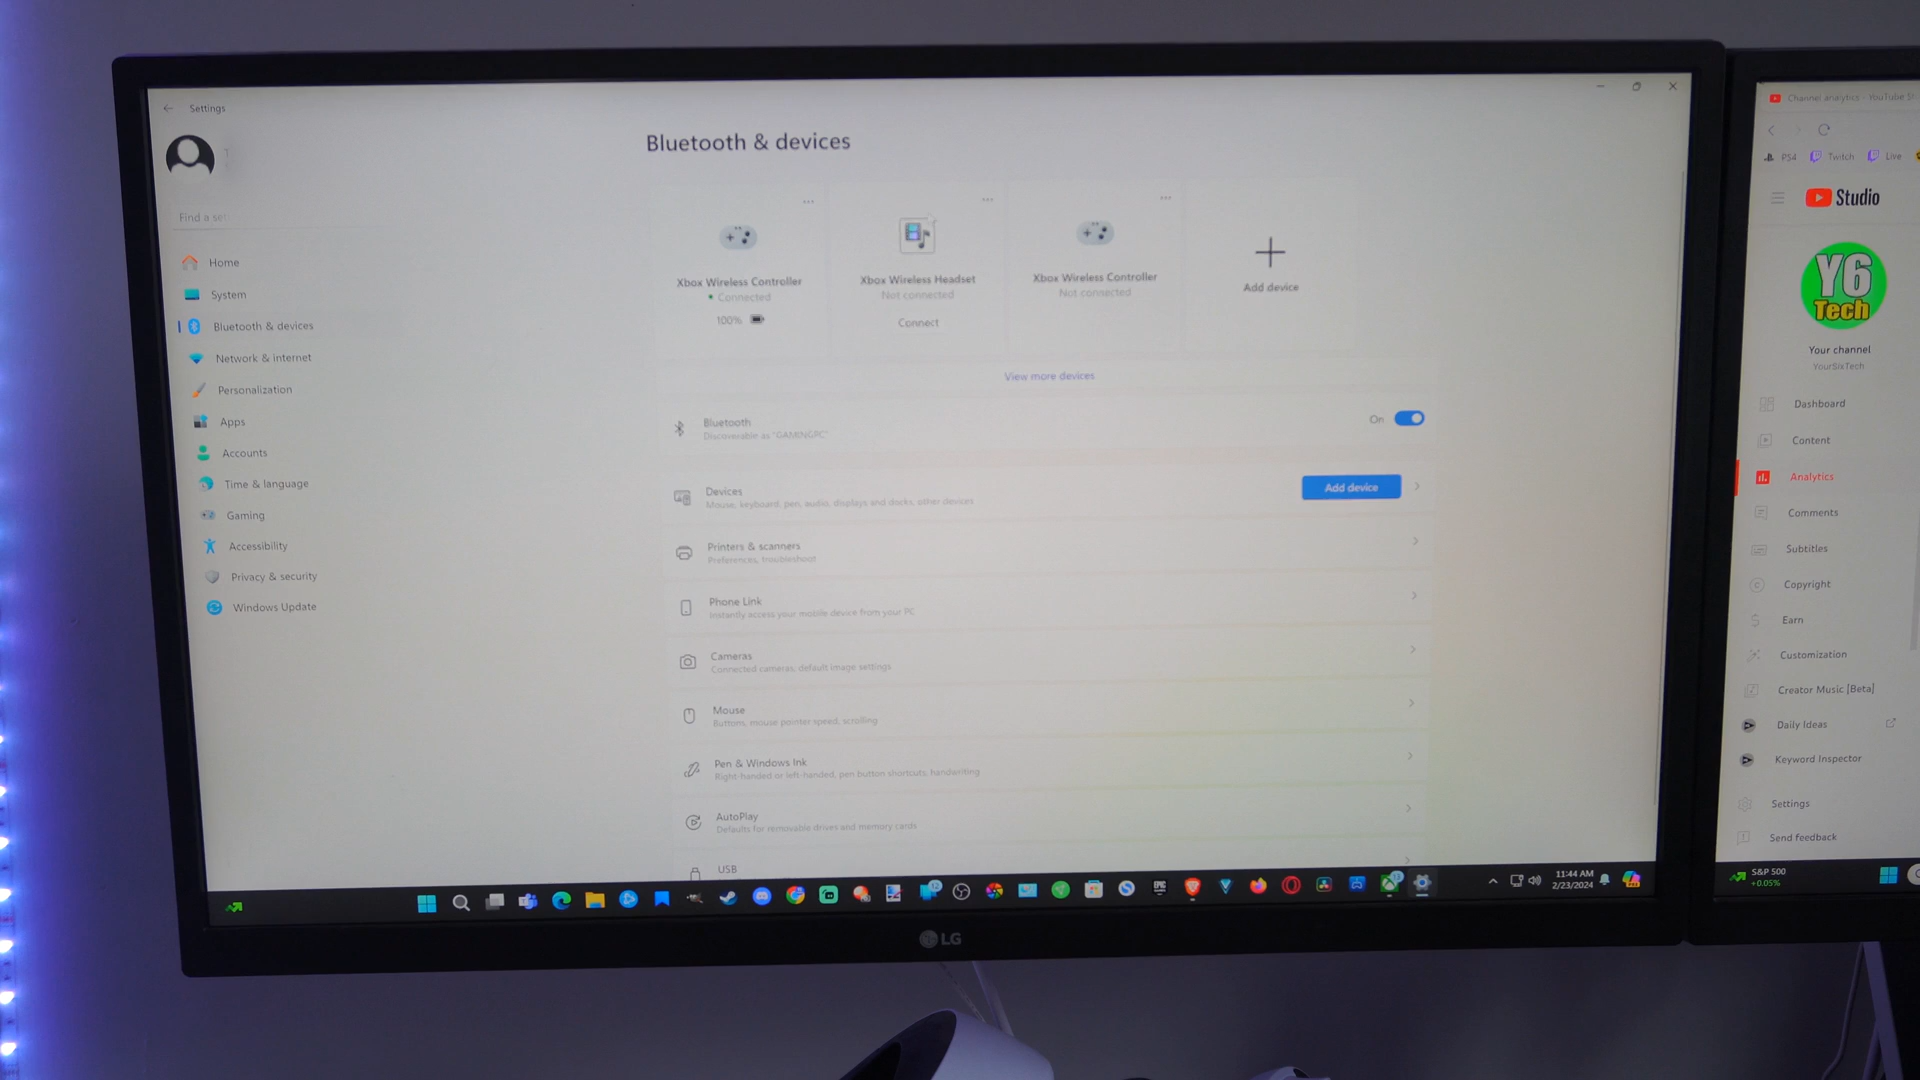 Settings
Bluetooth & devices
Find a set
Home
System
Bluetooth & devices
Network & internet
Personalization
Apps
Accounts
Time & language
Gaming
Accessibility
Privacy & security
Windows Update
Xbox Wireless Controller
Connected
100%
Xbox Wireless Headset
Not connected
Connect
Xbox Wireless Controller
Not connected
Add device
View more devices
Bluetooth
Discoverable as "GAMINGPC"
On
Devices
Mouse, keyboard, pen, audio, displays and docks, other devices
Add device
Printers & scanners
Preferences, troubleshoot
Phone Link
Instantly access your mobile device from your PC
Cameras
Connected cameras, default image settings
Mouse
Buttons, mouse pointer speed, scrolling
Pen & Windows Ink
Right-handed or left-handed, pen button shortcuts, handwriting
AutoPlay
Defaults for removable drives and memory cards
USB
11:44 AM
2/23/2024
LG
Channel analytics - YouTube St
PS4 Twitch Live
Studio
Y6
Tech
Your channel
YourSixTech
Dashboard
Content
Analytics
Comments
Subtitles
Copyright
Earn
Customization
Creator Music [Beta]
Daily Ideas
Keyword Inspector
Settings
Send feedback
S&P 500
+0.05%